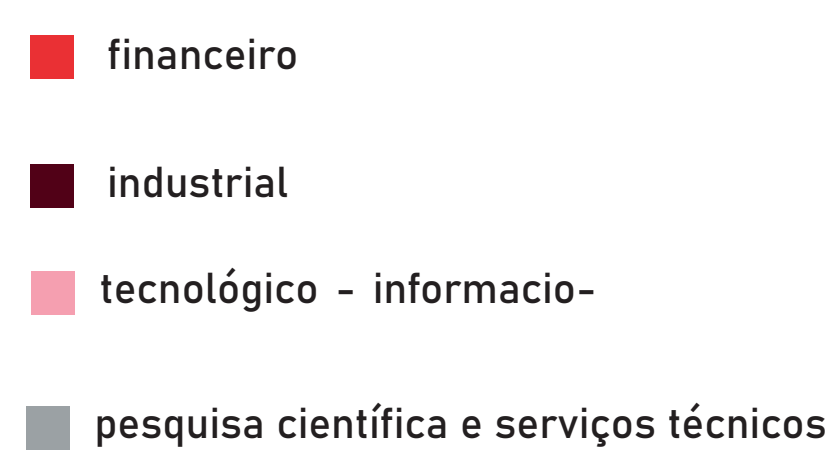 financeiro
industrial
tecnológico - informacio-
pesquisa científica e serviços técnicos